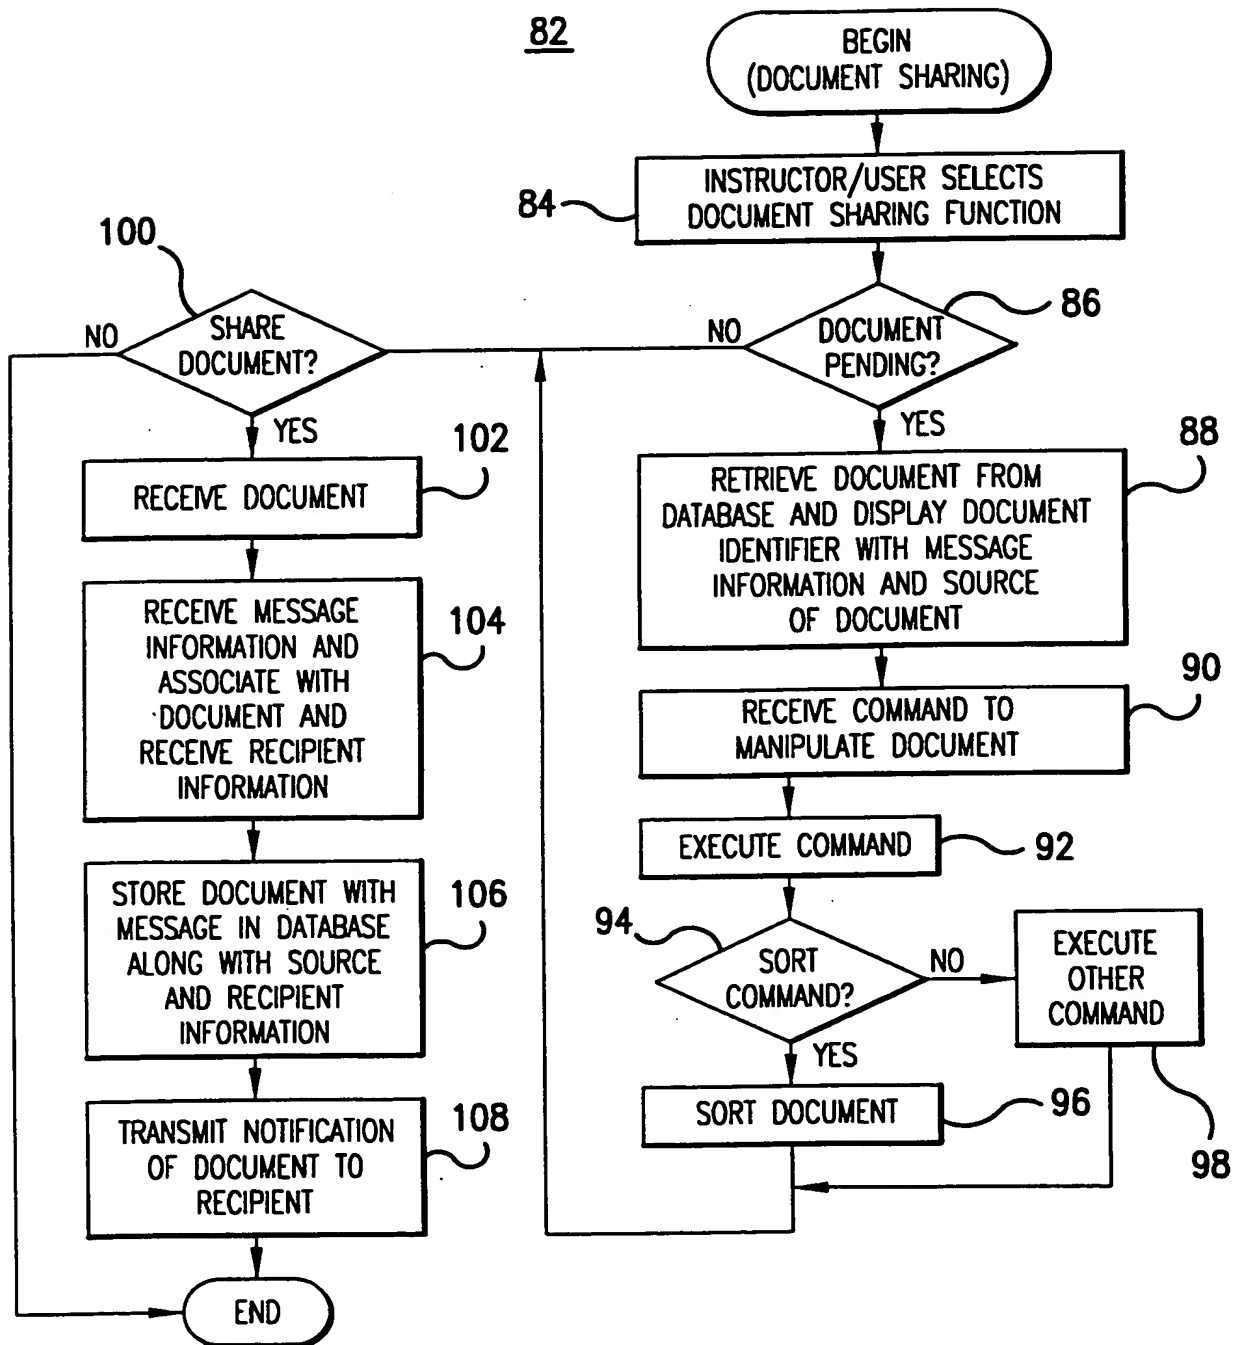 82
BEGIN
(DOCUMENT SHARING)
84
INSTRUCTOR/USER SELECTS
DOCUMENT SHARING FUNCTION
86
DOCUMENT
PENDING?
NO
YES
88
RETRIEVE DOCUMENT FROM
DATABASE AND DISPLAY DOCUMENT
IDENTIFIER WITH MESSAGE
INFORMATION AND SOURCE
OF DOCUMENT
90
RECEIVE COMMAND TO
MANIPULATE DOCUMENT
EXECUTE COMMAND
92
94
SORT
COMMAND?
NO
EXECUTE
OTHER
COMMAND
98
YES
SORT DOCUMENT
96
100
SHARE
DOCUMENT?
NO
YES
102
RECEIVE DOCUMENT
RECEIVE MESSAGE
INFORMATION AND
ASSOCIATE WITH
DOCUMENT AND
RECEIVE RECIPIENT
INFORMATION
104
STORE DOCUMENT WITH
MESSAGE IN DATABASE
ALONG WITH SOURCE
AND RECIPIENT
INFORMATION
106
TRANSMIT NOTIFICATION
OF DOCUMENT TO
RECIPIENT
108
END